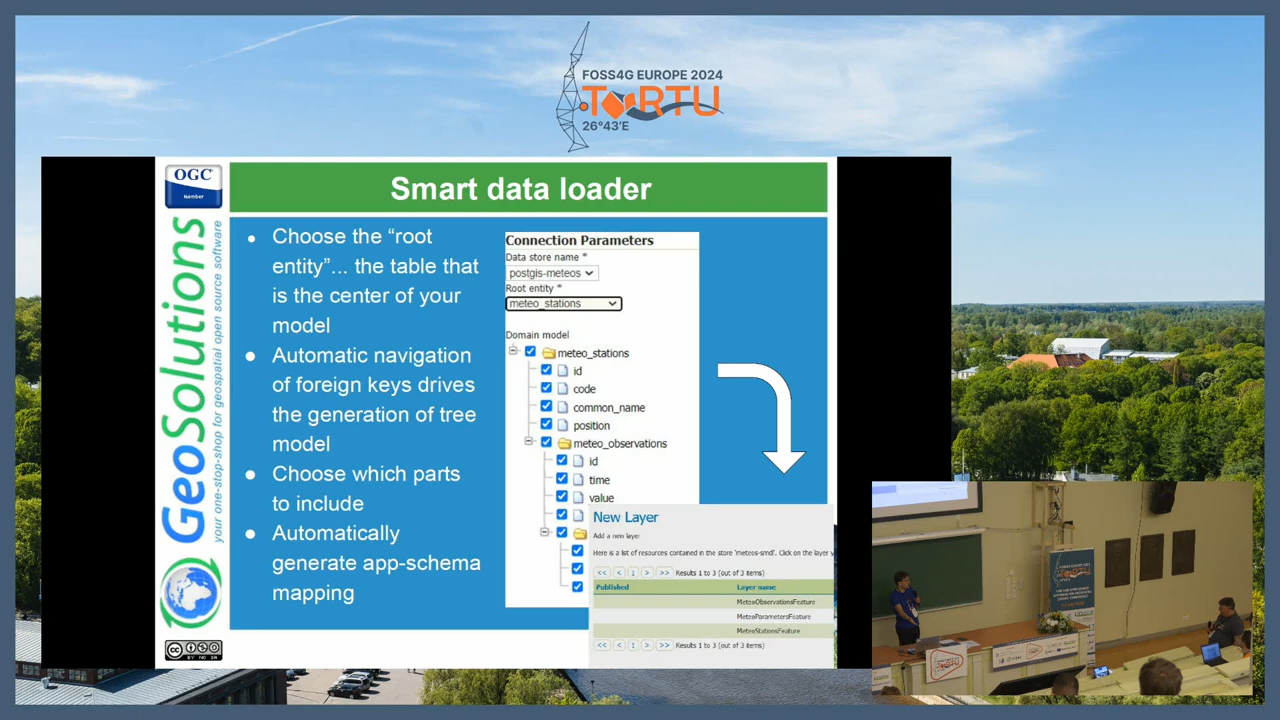 FOSS4G EUROPE 2024
TARTU
26°43'E
OGC
Member
GeoSolutions
your one-stop-shop for geospatial open source software
Smart data loader
• Choose the “root
entity”... the table that
is the center of your
model
• Automatic navigation
of foreign keys drives
the generation of tree
model
• Choose which parts
to include
• Automatically
generate app-schema
mapping
Connection Parameters
Data store name *
postgis-meteos
Root entity *
meteo_stations
Domain model
meteo_stations
id
code
common_name
position
meteo_observations
id
time
value
New Layer
Add a new layer
Here is a list of resources contained in the store 'meteos-smd'. Click on the layer
<< < 1 > >> Results 1 to 3 (out of 3 items)
Published Layer name
MeteoObservationsFeature
MeteoParametersFeature
MeteoStationsFeature
<< < 1 > >> Results 1 to 3 (out of 3 items)
CC
BY NC SA
TARTU